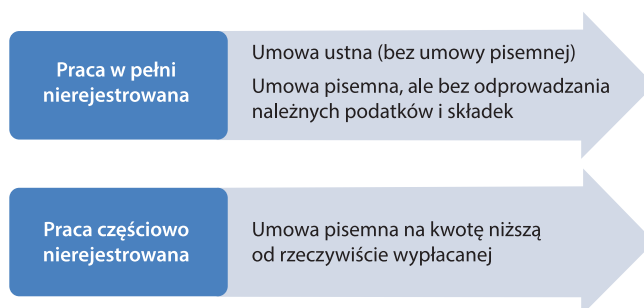 Praca w pełni
nierejestrowana
Umowa ustna (bez umowy pisemnej)
Umowa pisemna, ale bez odprowadzania
należnych podatków i składek
Praca częściowo
nierejestrowana
Umowa pisemna na kwotę niższą
od rzeczywiście wypłacanej